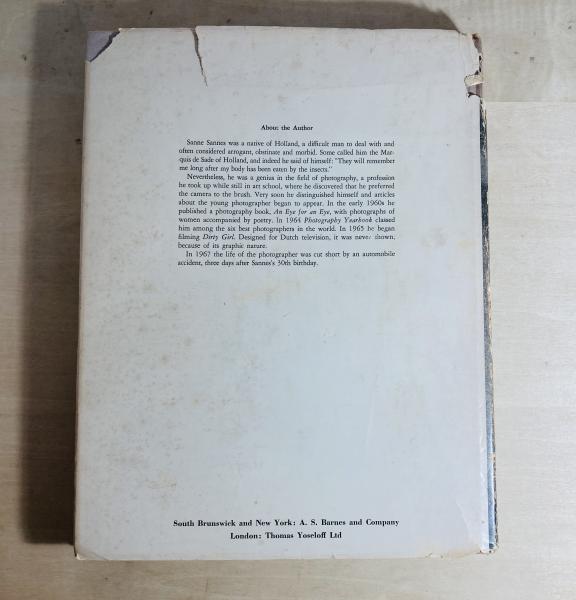 About the Author
Sanne Sannes was a native of Holland, a difficult man to deal with and
often considered arrogant, obstinate and morbid. Some called him the Mar-
quis de Sade of Holland, and indeed he said of himself: "They will remember
me long after my body has been eaten by the insects."
Nevertheless, he was a genius in the field of photography, a profession
he took up while still in art school, where he discovered that he preferred
the camera to the brush. Very soon he distinguished himself and articles
about the young photographer began to appear. In the early 1960s he
published a photography book, An Eye for an Eye, with photographs of
women accompanied by poetry. In 1964 Photography Yearbook classed
him among the six best photographers in the world. In 1965 he began
filming Dirty Girl. Designed for Dutch television, it was never shown,
because of its graphic nature.
In 1967 the life of the photographer was cut short by an automobile
accident, three days after Sannes's 30th birthday.
South Brunswick and New York: A. S. Barnes and Company
London: Thomas Yoseloff Ltd